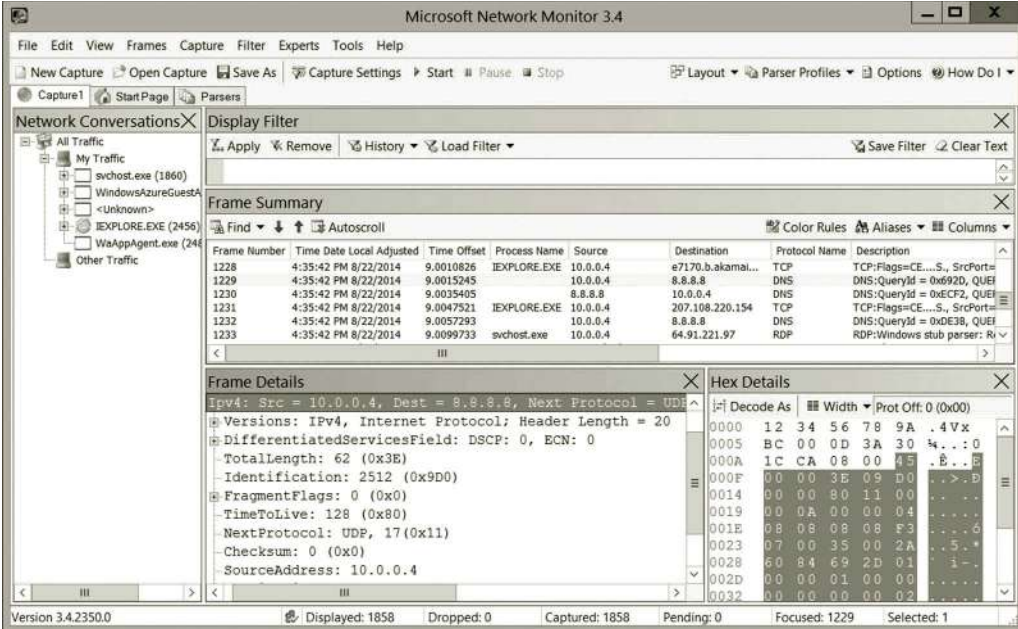 Microsoft Network Monitor 3.4
File Edit View Frames Capture Filter Experts Tools Help
New Capture Open Capture Save As Capture Settings Start Pause Stop Layout Parser Profiles Options How Do I
Capture1 Start Page Parsers
Network Conversations
All Traffic
My Traffic
svchost.exe (1860)
WindowsAzureGuestA
<Unknown>
IEXPLORE.EXE (2456)
WaAppAgent.exe (248
Other Traffic
Display Filter
Apply Remove History Load Filter Save Filter Clear Text
Frame Summary
Find Autoscroll Color Rules Aliases Columns
Frame Number Time Date Local Adjusted Time Offset Process Name Source Destination Protocol Name Description
1228 4:35:42 PM 8/22/2014 9.0010826 IEXPLORE.EXE 10.0.0.4 e7170.b.akamai... TCP TCP:Flags=CE....S., SrcPort=
1229 4:35:42 PM 8/22/2014 9.0015245 10.0.0.4 8.8.8.8 DNS DNS:QueryId = 0x692D, QUE
1230 4:35:42 PM 8/22/2014 9.0035405 8.8.8.8 10.0.0.4 DNS DNS:QueryId = 0xECF2, QUE
1231 4:35:42 PM 8/22/2014 9.0047521 IEXPLORE.EXE 10.0.0.4 207.108.220.154 TCP TCP:Flags=CE....S., SrcPort=
1232 4:35:42 PM 8/22/2014 9.0057293 10.0.0.4 8.8.8.8 DNS DNS:QueryId = 0xDE3B, QUE
1233 4:35:42 PM 8/22/2014 9.0099733 svchost.exe 10.0.0.4 64.91.221.97 RDP RDP:Windows stub parser: R
Frame Details
Ipv4: Src = 10.0.0.4, Dest = 8.8.8.8, Next Protocol = UDP
Versions: IPv4, Internet Protocol; Header Length = 20
DifferentiatedServicesField: DSCP: 0, ECN: 0
TotalLength: 62 (0x3E)
Identification: 2512 (0x9D0)
FragmentFlags: 0 (0x0)
TimeToLive: 128 (0x80)
NextProtocol: UDP, 17(0x11)
Checksum: 0 (0x0)
SourceAddress: 10.0.0.4
Hex Details
Decode As Width Prot Off: 0 (0x00)
0000 12 34 56 78 9A .4Vx
0005 BC 00 0D 3A 30 ¼..:0
000A 1C CA 08 00 45 .Ê..E
000F 00 00 3E 09 D0 ..>.Ð
0014 00 00 80 11 00 .....
0019 00 0A 00 00 04 .....
001E 08 08 08 08 F3 ....ó
0023 07 00 35 00 2A ..5.*
0028 60 84 69 2D 01 `.i-.
002D 00 00 01 00 00 .....
0032 00 00 00 00 02 .....
Version 3.4.2350.0 Displayed: 1858 Dropped: 0 Captured: 1858 Pending: 0 Focused: 1229 Selected: 1